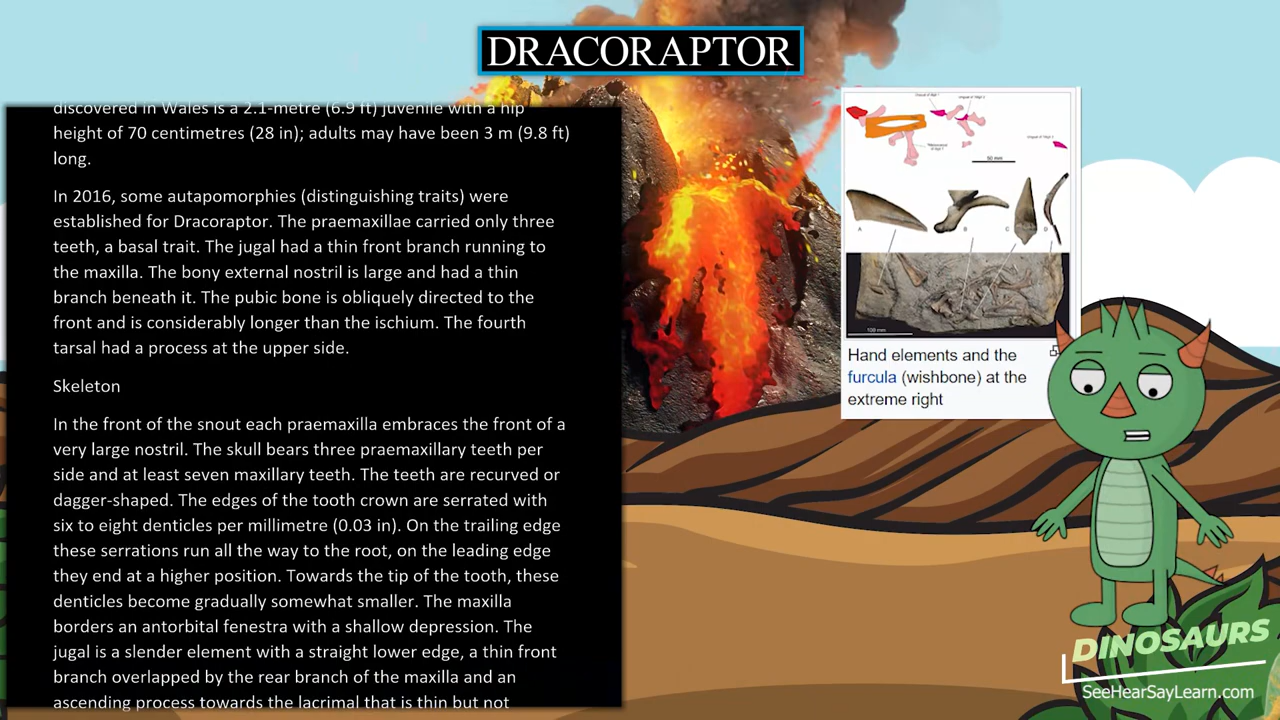 DRACORAPTOR
discovered in Wales is a 2.1 metre (6.9 ft) juvenile with a hip
height of 70 centimetres (28 in); adults may have been 3 m (9.8 ft)
long.
In 2016, some autapomorphies (distinguishing traits) were
established for Dracoraptor. The praemaxillae carried only three
teeth, a basal trait. The jugal had a thin front branch running to
the maxilla. The bony external nostril is large and had a thin
branch beneath it. The pubic bone is obliquely directed to the
front and is considerably longer than the ischium. The fourth
tarsal had a process at the upper side.
Skeleton
In the front of the snout each praemaxilla embraces the front of a
very large nostril. The skull bears three praemaxillary teeth per
side and at least seven maxillary teeth. The teeth are recurved or
dagger-shaped. The edges of the tooth crown are serrated with
six to eight denticles per millimetre (0.03 in). On the trailing edge
these serrations run all the way to the root, on the leading edge
they end at a higher position. Towards the tip of the tooth, these
denticles become gradually somewhat smaller. The maxilla
borders an antorbital fenestra with a shallow depression. The
jugal is a slender element with a straight lower edge, a thin front
branch overlapped by the rear branch of the maxilla and an
ascending process towards the lacrimal that is thin but not
50 mm
A B C D
100 mm
Hand elements and the
furcula (wishbone) at the
extreme right
DINOSAURS
SeeHearSayLearn.com